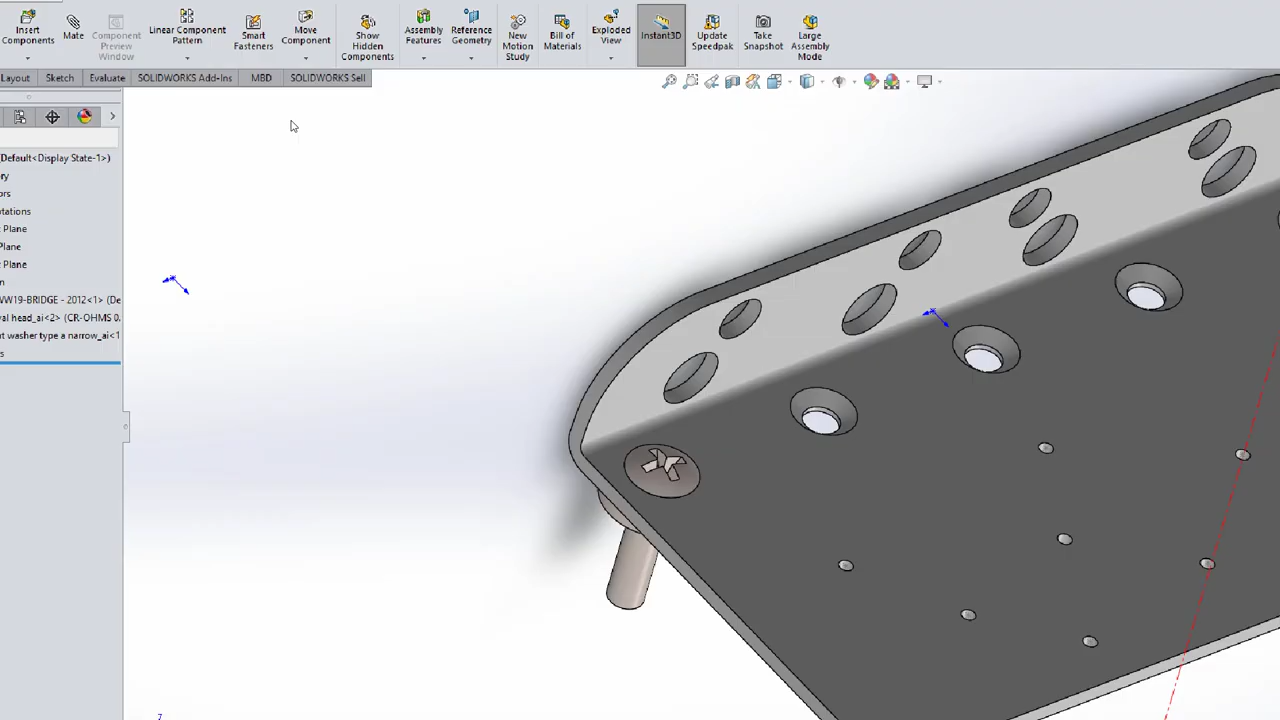 Insert Components
Mate
Component Preview Window
Linear Component Pattern
Smart Fasteners
Move Component
Show Hidden Components
Assembly Features
Reference Geometry
New Motion Study
Bill of Materials
Exploded View
Instant3D
Update Speedpak
Take Snapshot
Large Assembly Mode
Layout
Sketch
Evaluate
SOLIDWORKS Add-Ins
MBD
SOLIDWORKS Sell
(Default<Display State-1>)
ry
ors
otations
t Plane
Plane
t Plane
n
WW19-BRIDGE - 2012<1> (De
val head_ai<2> (CR-OHMS 0.
at washer type a narrow_ai<1
s
7